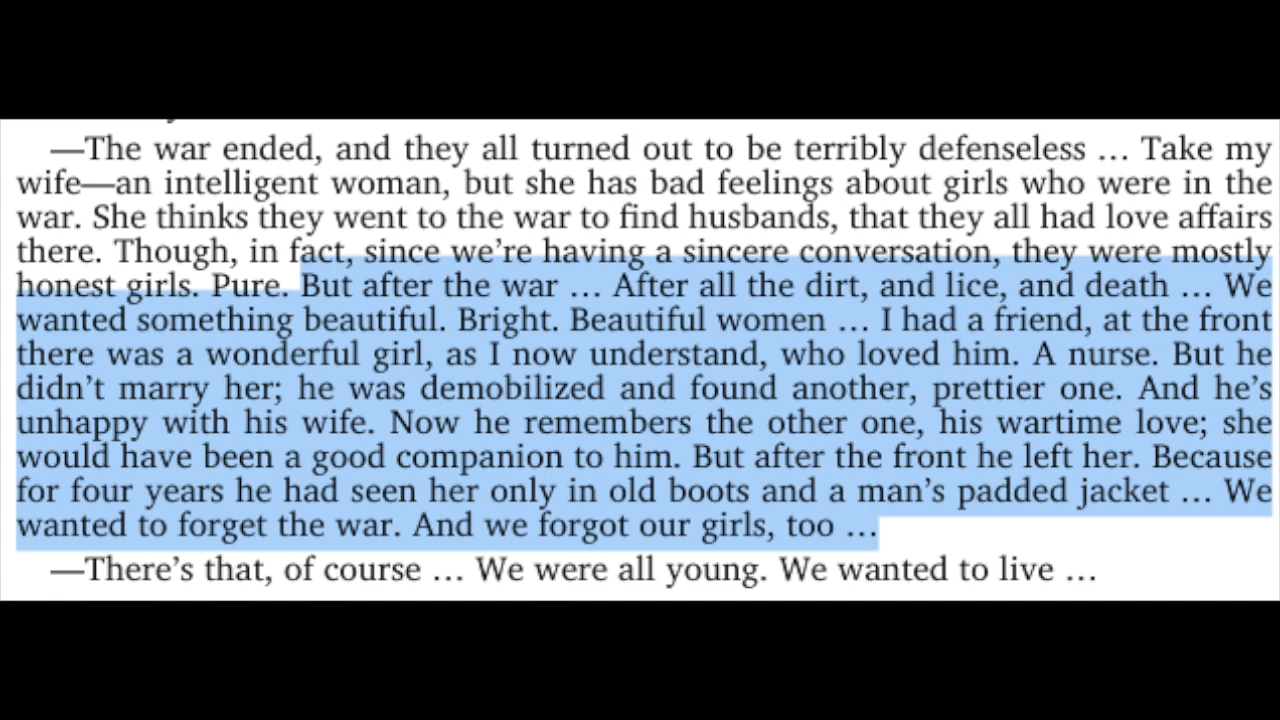 —The war ended, and they all turned out to be terribly defenseless … Take my
wife—an intelligent woman, but she has bad feelings about girls who were in the
war. She thinks they went to the war to find husbands, that they all had love affairs
there. Though, in fact, since we’re having a sincere conversation, they were mostly
honest girls. Pure. But after the war … After all the dirt, and lice, and death … We
wanted something beautiful. Bright. Beautiful women … I had a friend, at the front
there was a wonderful girl, as I now understand, who loved him. A nurse. But he
didn’t marry her; he was demobilized and found another, prettier one. And he’s
unhappy with his wife. Now he remembers the other one, his wartime love; she
would have been a good companion to him. But after the front he left her. Because
for four years he had seen her only in old boots and a man’s padded jacket … We
wanted to forget the war. And we forgot our girls, too …
—There’s that, of course … We were all young. We wanted to live …